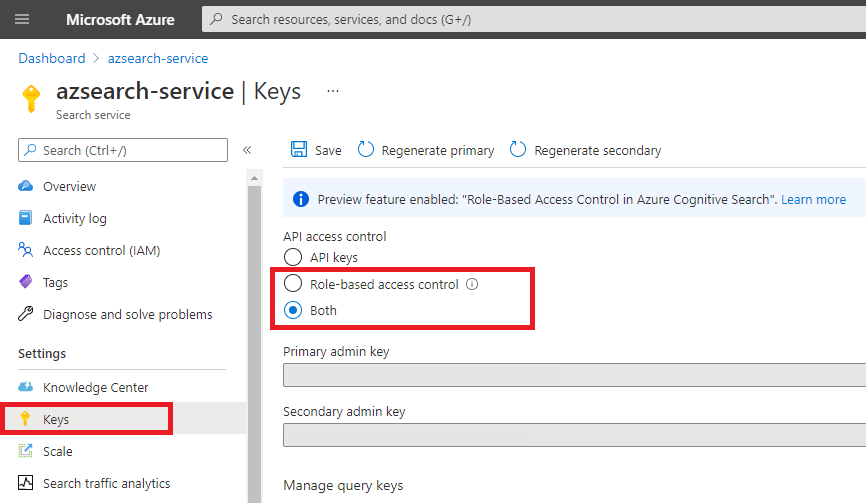 Microsoft Azure
Search resources, services, and docs (G+/)
Dashboard > azsearch-service
azsearch-service | Keys ...
Search service
Search (Ctrl+/)
«
Overview
Activity log
Access control (IAM)
Tags
Diagnose and solve problems
Settings
Knowledge Center
Keys
Scale
Search traffic analytics
Save
Regenerate primary
Regenerate secondary
Preview feature enabled: "Role-Based Access Control in Azure Cognitive Search". Learn more
API access control
API keys
Role-based access control
Both
Primary admin key
Secondary admin key
Manage query keys